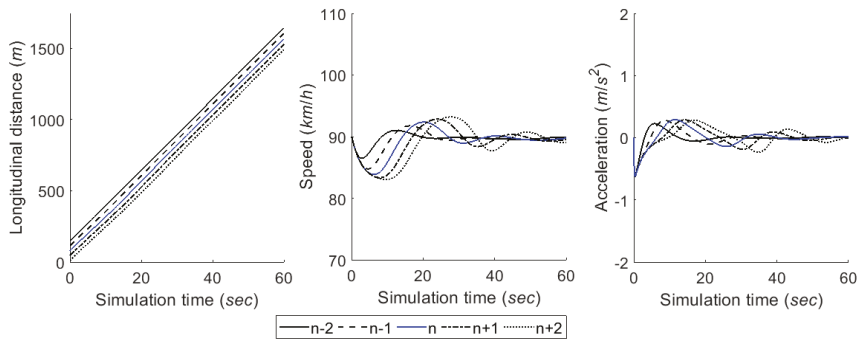 Longitudinal distance (m)
1500
1000
500
0
0 20 40 60
Simulation time (sec)
Speed (km/h)
110
100
90
80
70
0 20 40 60
Simulation time (sec)
Acceleration (m/s²)
2
1
0
-1
-2
0 20 40 60
Simulation time (sec)
n-2 n-1 n n+1 n+2